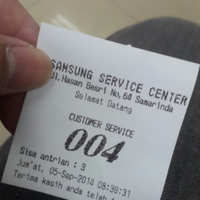 SAMSUNG SERVICE CENTER
Jl.Hasan Basri No.64 Samarinda
Selamat Datang
CUSTOMER SERVICE
004
Sisa antrian : 3
Jum'at, 05-Sep-2014 08:39:31
Terima kasih anda telah